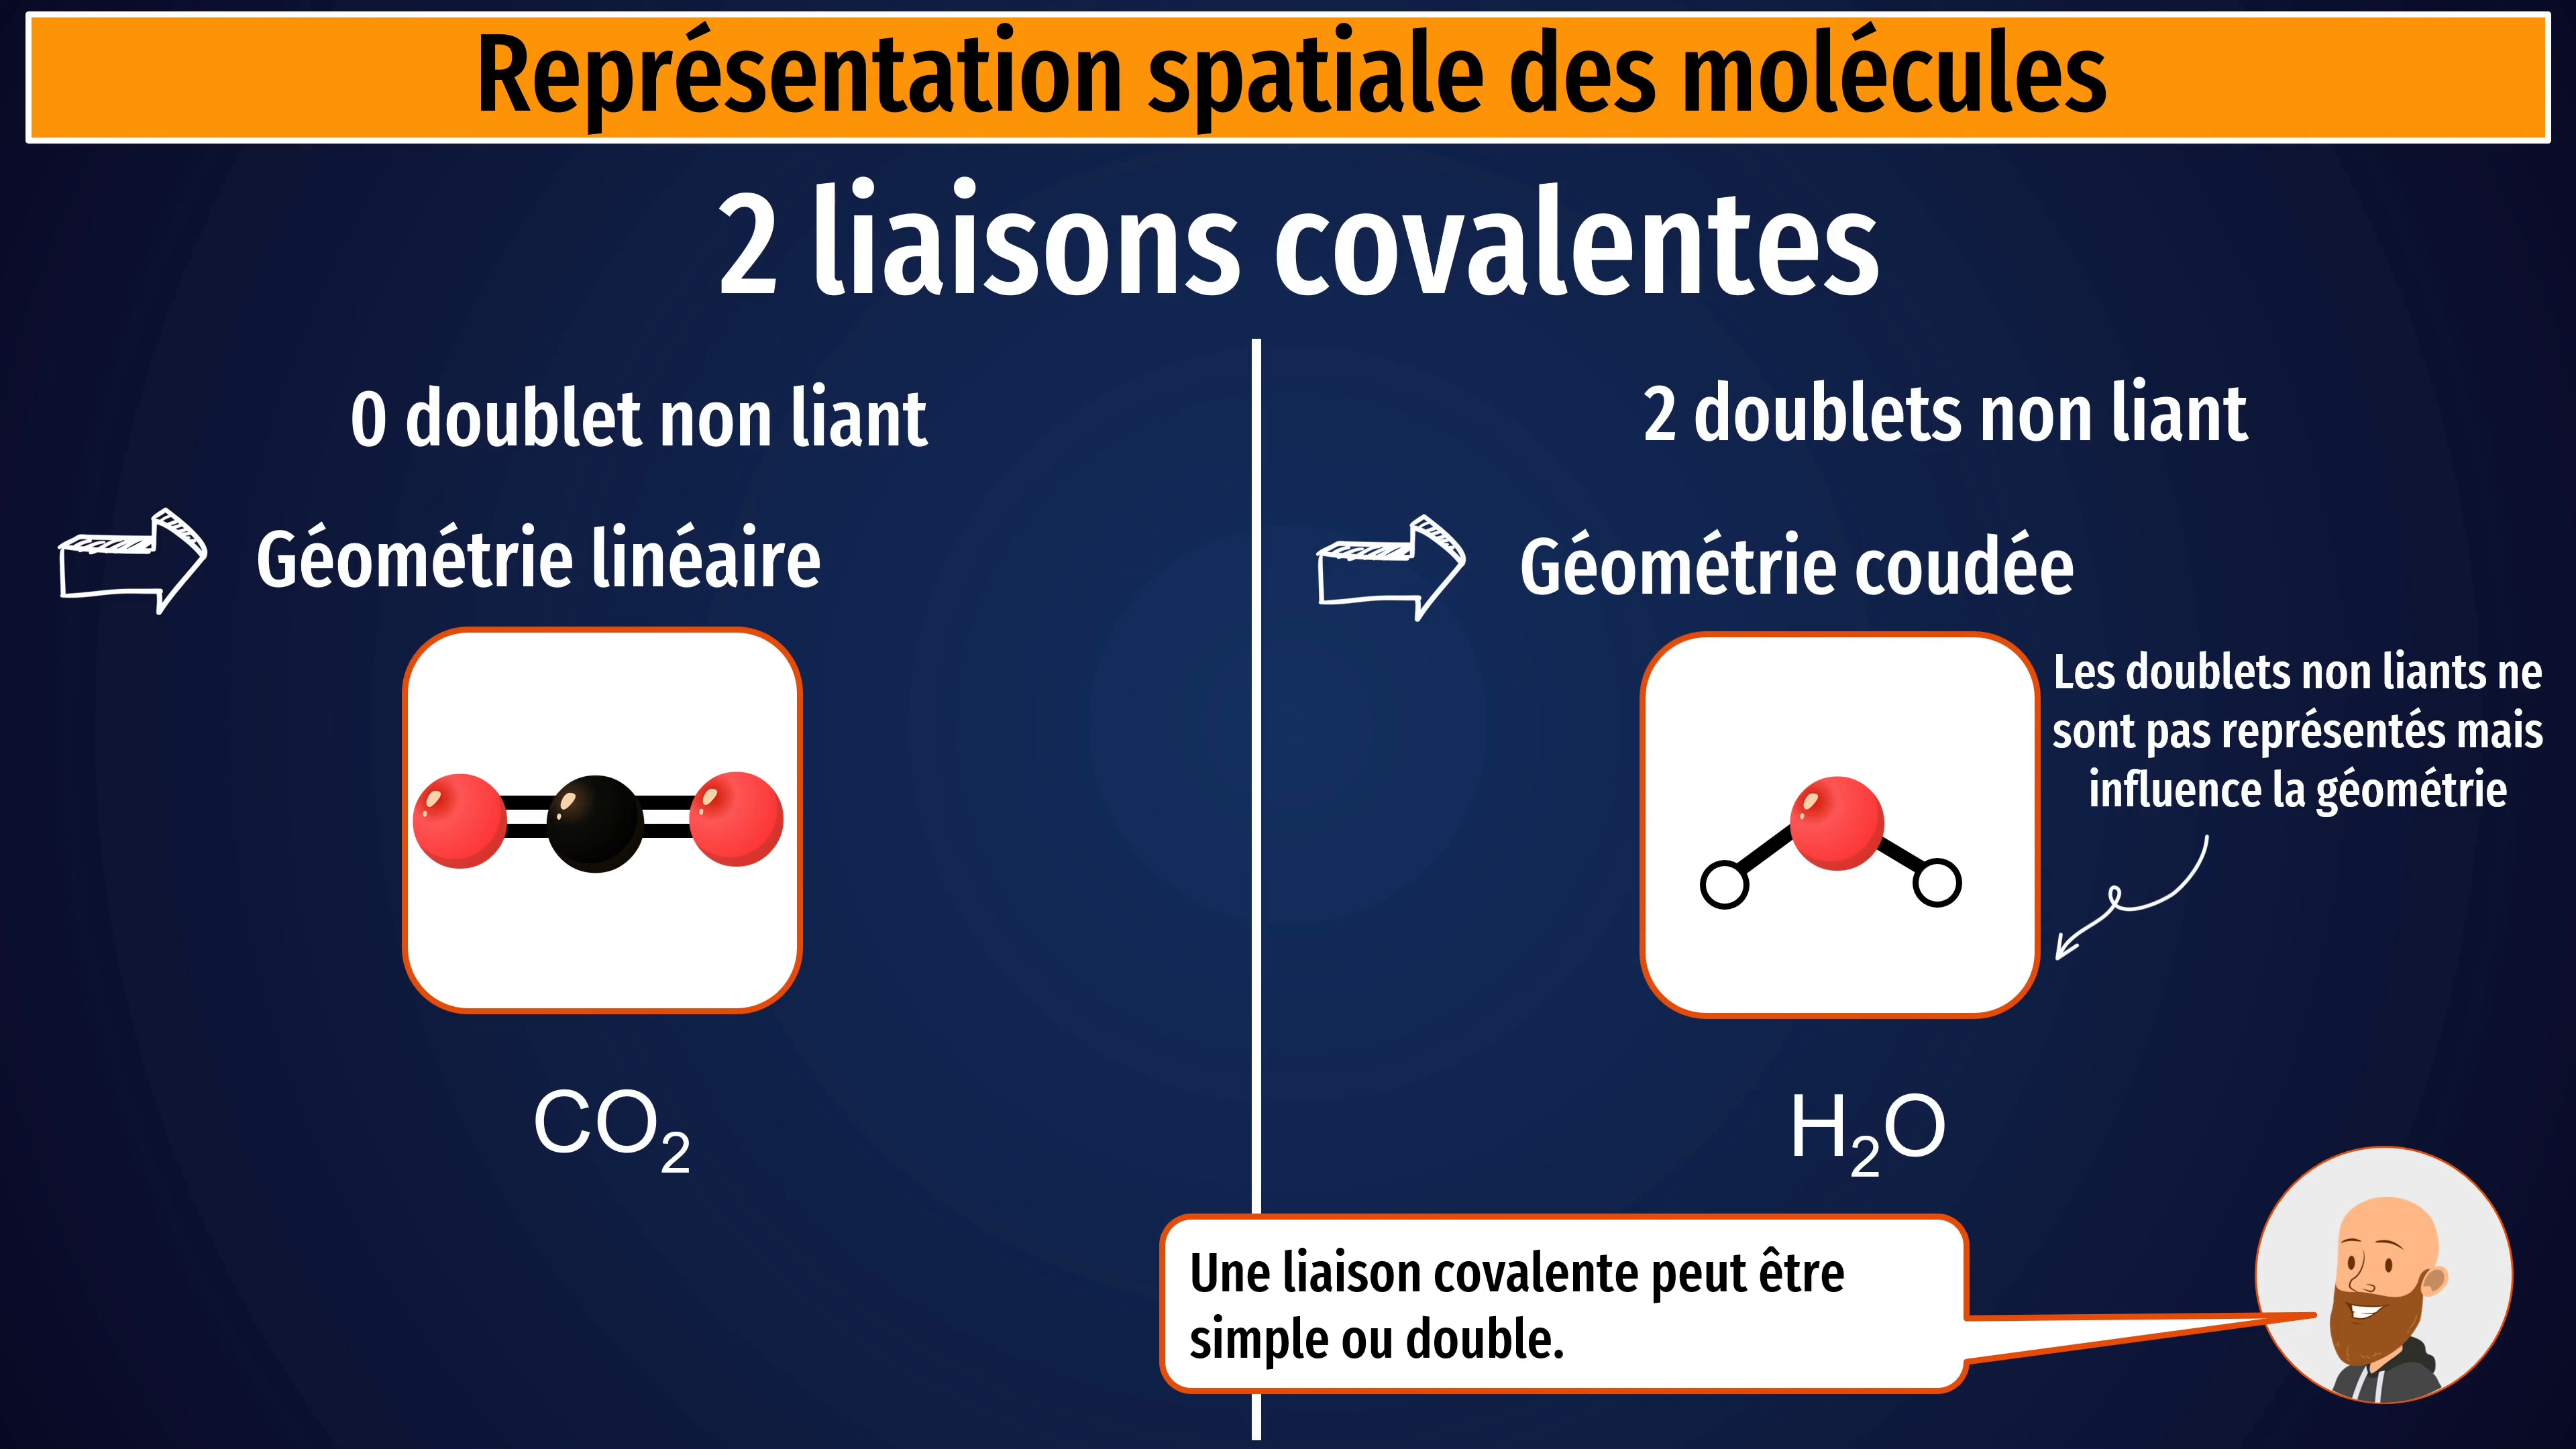 Représentation spatiale des molécules
2 liaisons covalentes
0 doublet non liant
Géométrie linéaire
CO₂
2 doublets non liant
Géométrie coudée
Les doublets non liants ne
sont pas représentés mais
influence la géométrie
H₂O
Une liaison covalente peut être
simple ou double.